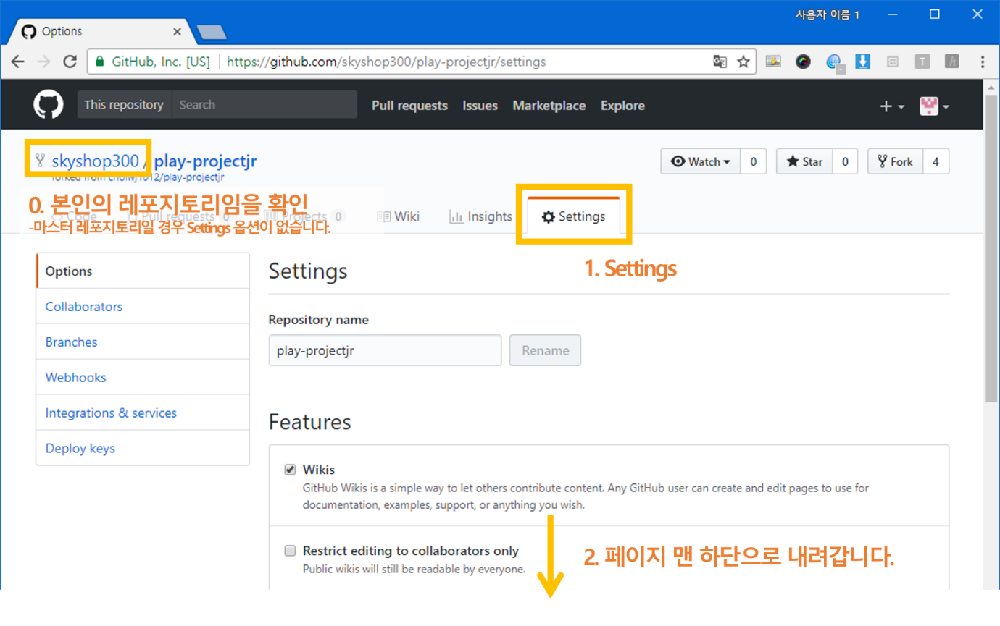 사용자 이름 1
Options
GitHub, Inc. [US] https://github.com/skyshop300/play-projectjr/settings
This repository Search Pull requests Issues Marketplace Explore
skyshop300 / play-projectjr
Watch 0 Star 0 Fork 4
forked from cholwj1012/play-projectjr
0. 본인의 레포지토리임을 확인
-마스터 레포지토리일 경우 Settings 옵션이 없습니다.
Code Pull requests 0 Projects 0 Wiki Insights Settings
1. Settings
Options
Collaborators
Branches
Webhooks
Integrations & services
Deploy keys
Settings
Repository name
play-projectjr Rename
Features
Wikis
GitHub Wikis is a simple way to let others contribute content. Any GitHub user can create and edit pages to use for
documentation, examples, support, or anything you wish.
Restrict editing to collaborators only
Public wikis will still be readable by everyone.
2. 페이지 맨 하단으로 내려갑니다.